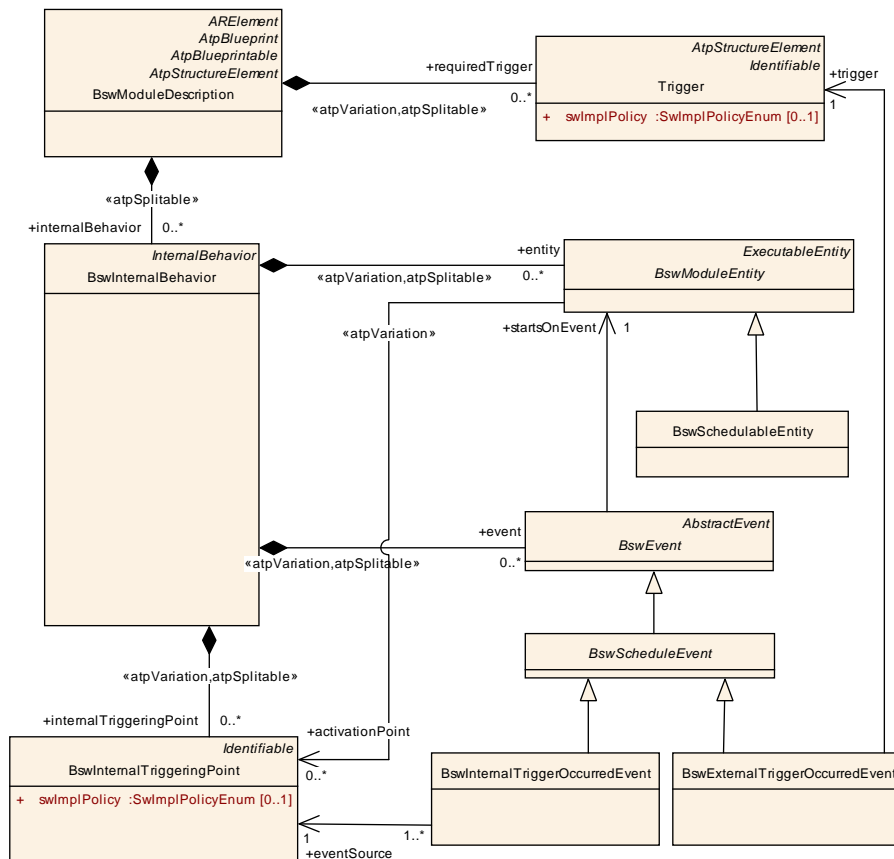 ARElement
AtpBlueprint
AtpBlueprintable
AtpStructureElement
BswModuleDescription
+requiredTrigger
0..*
«atpVariation,atpSplitable»
AtpStructureElement
Identifiable
Trigger
+ swImplPolicy :SwImplPolicyEnum [0..1]
+trigger
1
«atpSplitable»
+internalBehavior 0..*
InternalBehavior
BswInternalBehavior
+entity
0..*
«atpVariation,atpSplitable»
ExecutableEntity
BswModuleEntity
«atpVariation»
+startsOnEvent 1
BswSchedulableEntity
+event
0..*
«atpVariation,atpSplitable»
AbstractEvent
BswEvent
BswScheduleEvent
«atpVariation,atpSplitable»
+internalTriggeringPoint 0..*
+activationPoint
0..*
Identifiable
BswInternalTriggeringPoint
+ swImplPolicy :SwImplPolicyEnum [0..1]
BswInternalTriggerOccurredEvent
BswExternalTriggerOccurredEvent
1..*
1
+eventSource